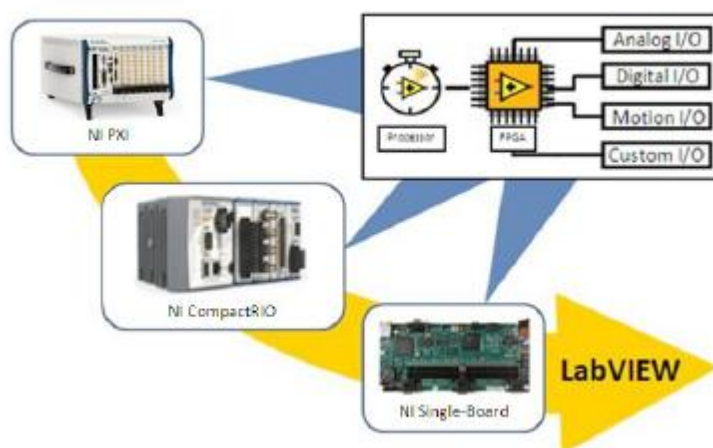 NI PXI
Processor
FPGA
Analog I/O
Digital I/O
Motion I/O
Custom I/O
NI CompactRIO
NI Single-Board
LabVIEW